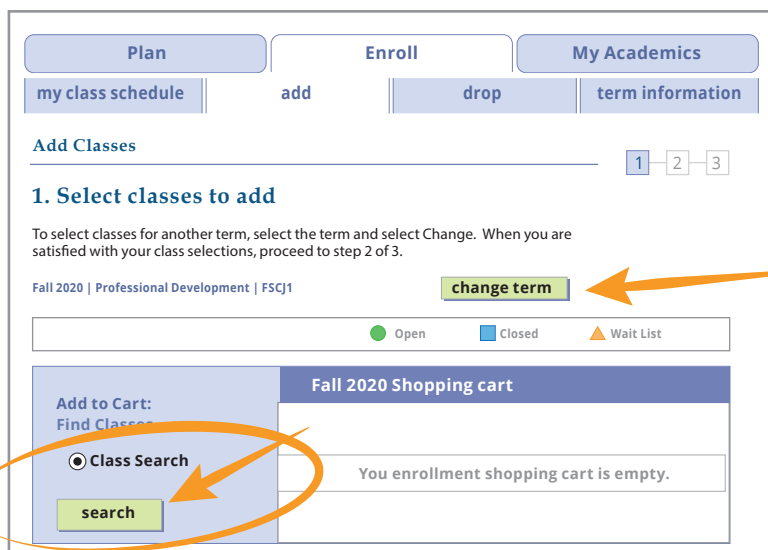 Plan Enroll My Academics
my class schedule add drop term information
Add Classes
1 2 3
1. Select classes to add
To select classes for another term, select the term and select Change. When you are
satisfied with your class selections, proceed to step 2 of 3.
Fall 2020 | Professional Development | FSCJ1 change term
Open Closed Wait List
Fall 2020 Shopping cart
Add to Cart:
Find Classes
Class Search
You enrollment shopping cart is empty.
search